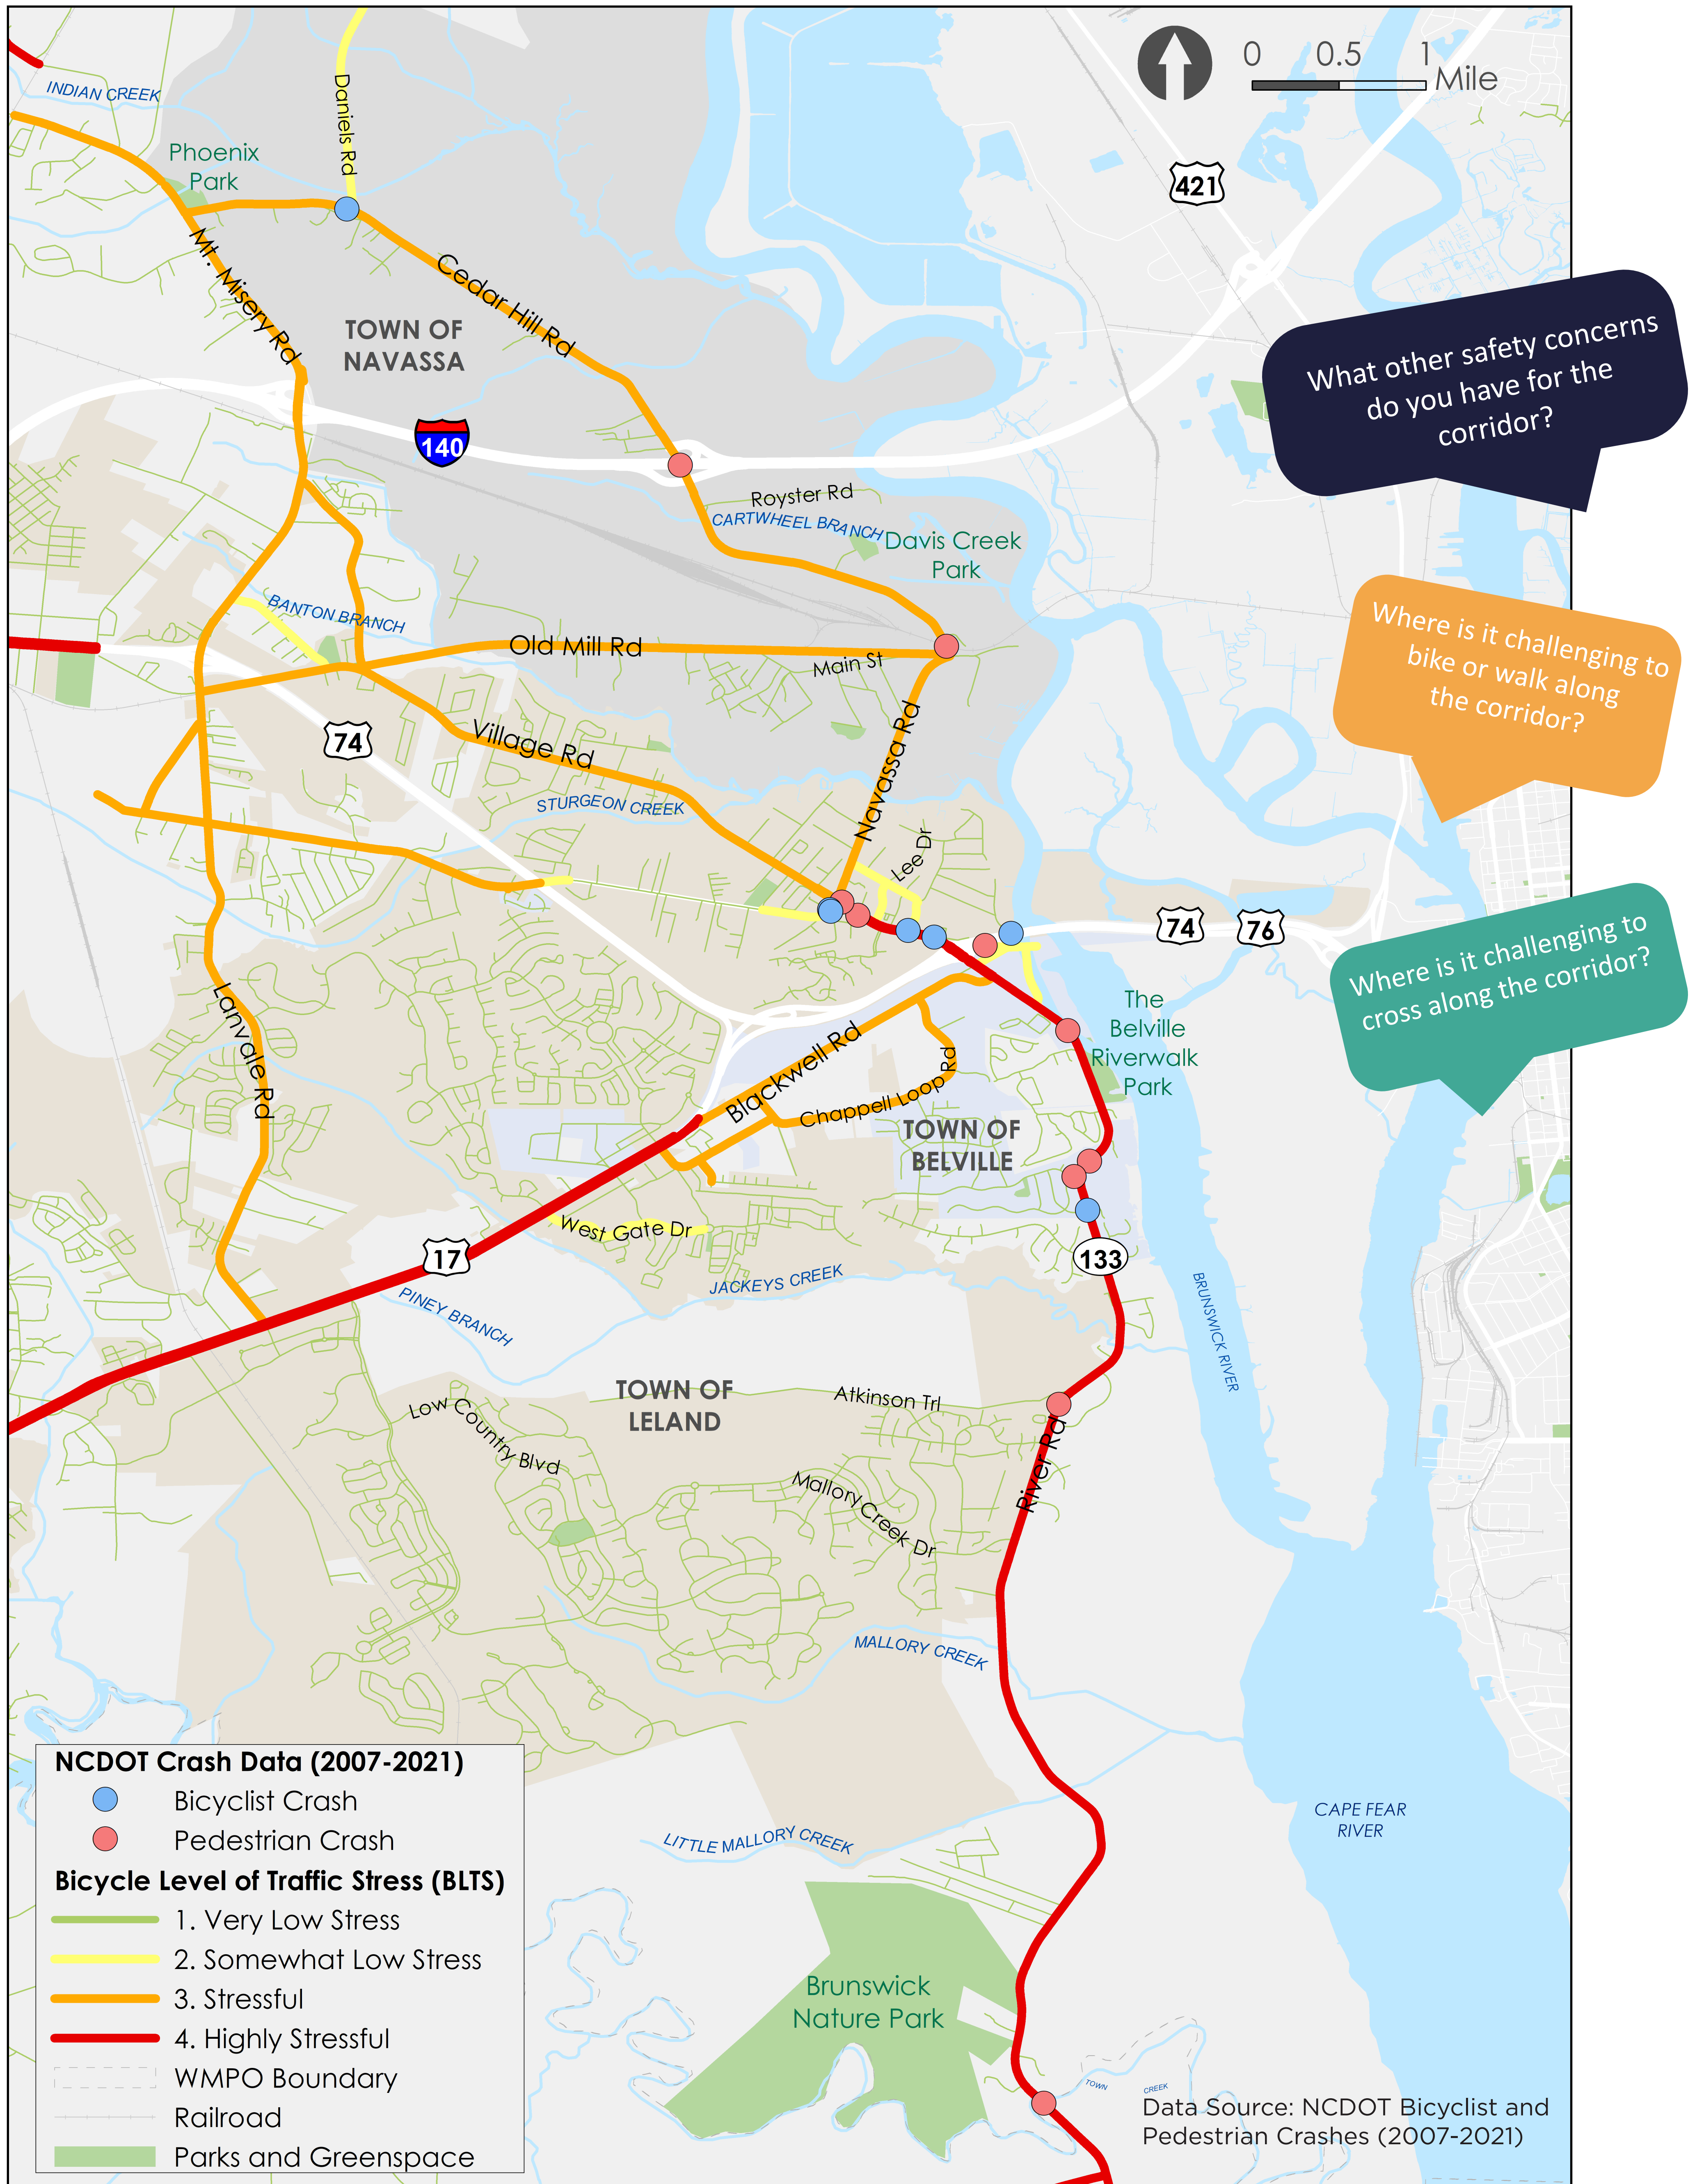 0 0.5 1
Mile
INDIAN CREEK
Daniels Rd
Phoenix
Park
421
Mt. Misery Rd
Cedar Hill Rd
TOWN OF
NAVASSA
What other safety concerns
do you have for the
corridor?
140
Royster Rd
CARTWHEEL BRANCH
Davis Creek
Park
BANTON BRANCH
Old Mill Rd
Main St
Where is it challenging to
bike or walk along
the corridor?
74
Village Rd
Navassa Rd
STURGEON CREEK
Lee Dr
74
76
Where is it challenging to
cross along the corridor?
Lanvale Rd
The
Belville
Riverwalk
Park
Blackwell Rd
Chappell Loop Rd
TOWN OF
BELVILLE
West Gate Dr
17
133
JACKEYS CREEK
PINEY BRANCH
BRUNSWICK RIVER
TOWN OF
LELAND
Atkinson Trl
Low Country Blvd
River Rd
Mallory Creek Dr
MALLORY CREEK
NCDOT Crash Data (2007-2021)
Bicyclist Crash
Pedestrian Crash
Bicycle Level of Traffic Stress (BLTS)
1. Very Low Stress
2. Somewhat Low Stress
3. Stressful
4. Highly Stressful
WMPO Boundary
Railroad
Parks and Greenspace
CAPE FEAR
RIVER
LITTLE MALLORY CREEK
Brunswick
Nature Park
TOWN CREEK
Data Source: NCDOT Bicyclist and
Pedestrian Crashes (2007-2021)